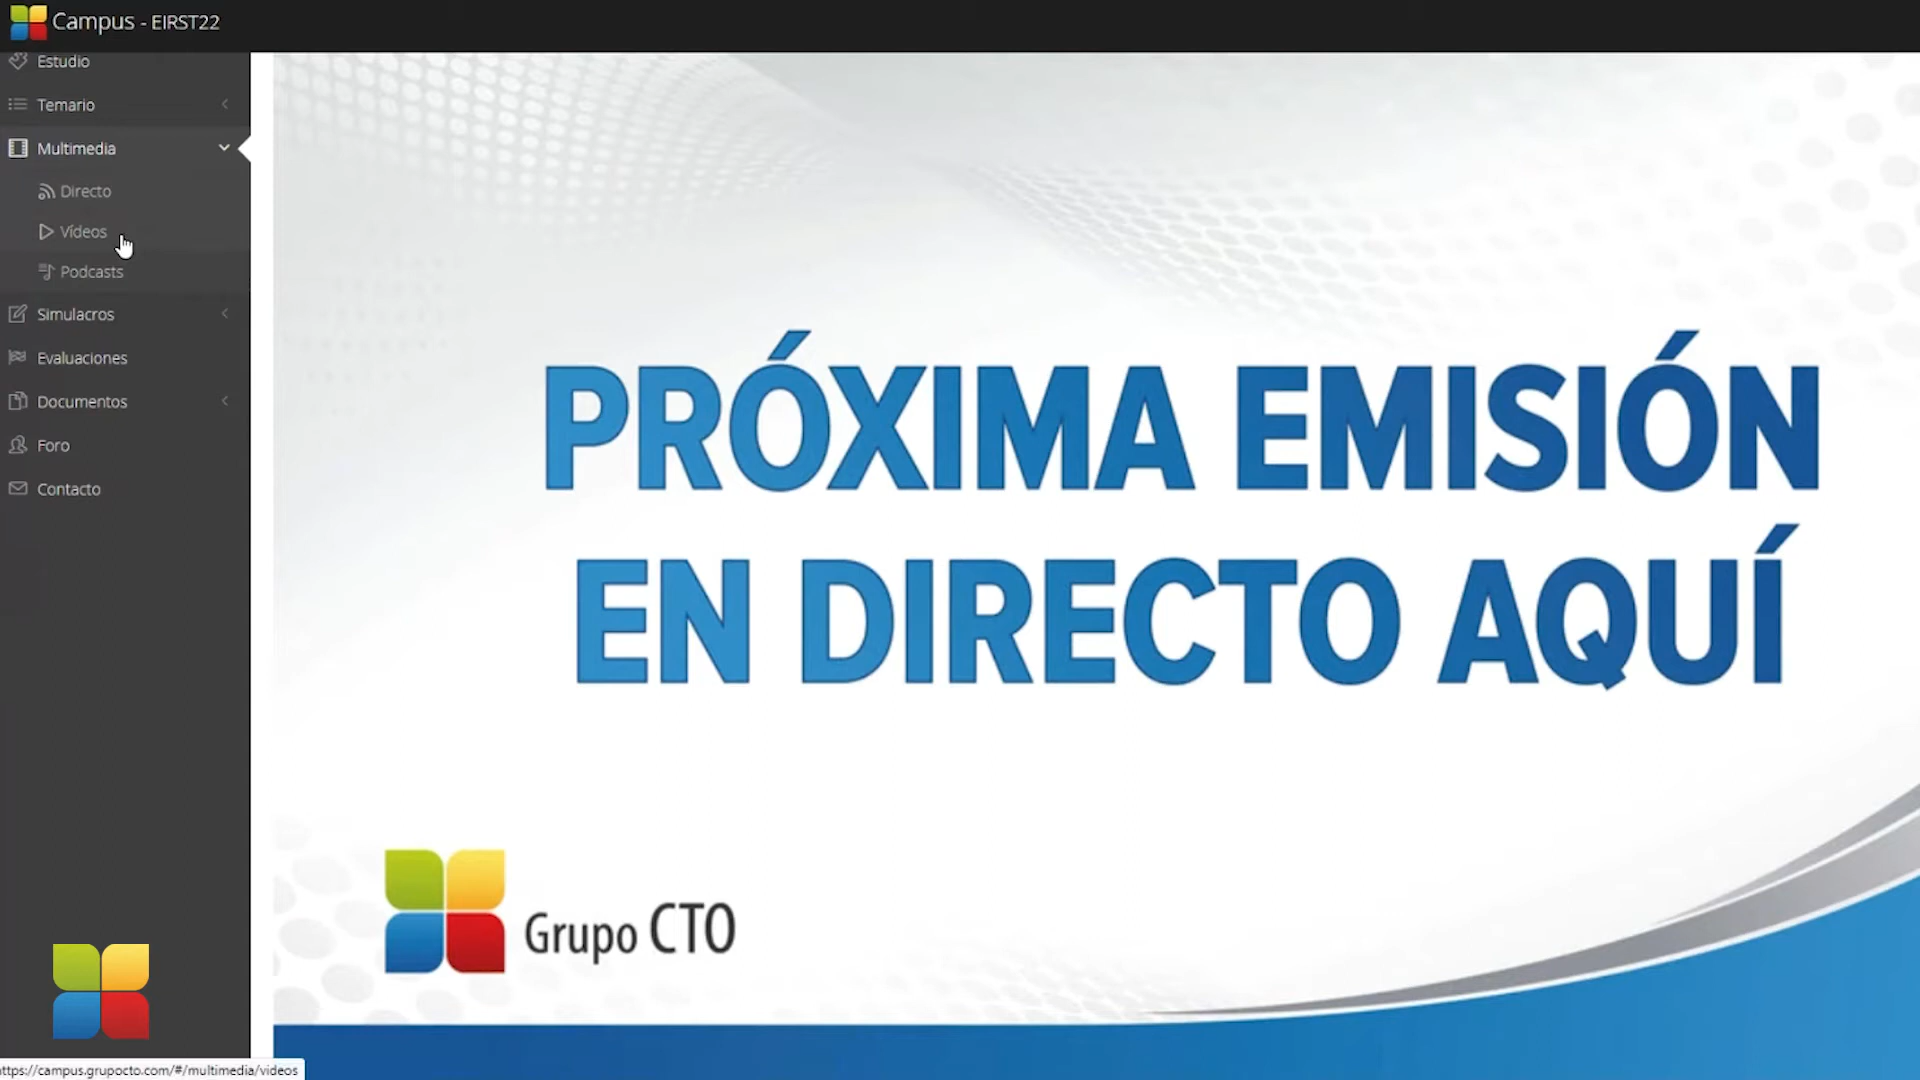 Campus - EIRST22
Estudio
Temario
Multimedia
Directo
Vídeos
Podcasts
Simulacros
Evaluaciones
Documentos
Foro
Contacto
PRÓXIMA EMISIÓN
EN DIRECTO AQUÍ
Grupo CTO
ttps://campus.grupocto.com/#/multimedia/videos